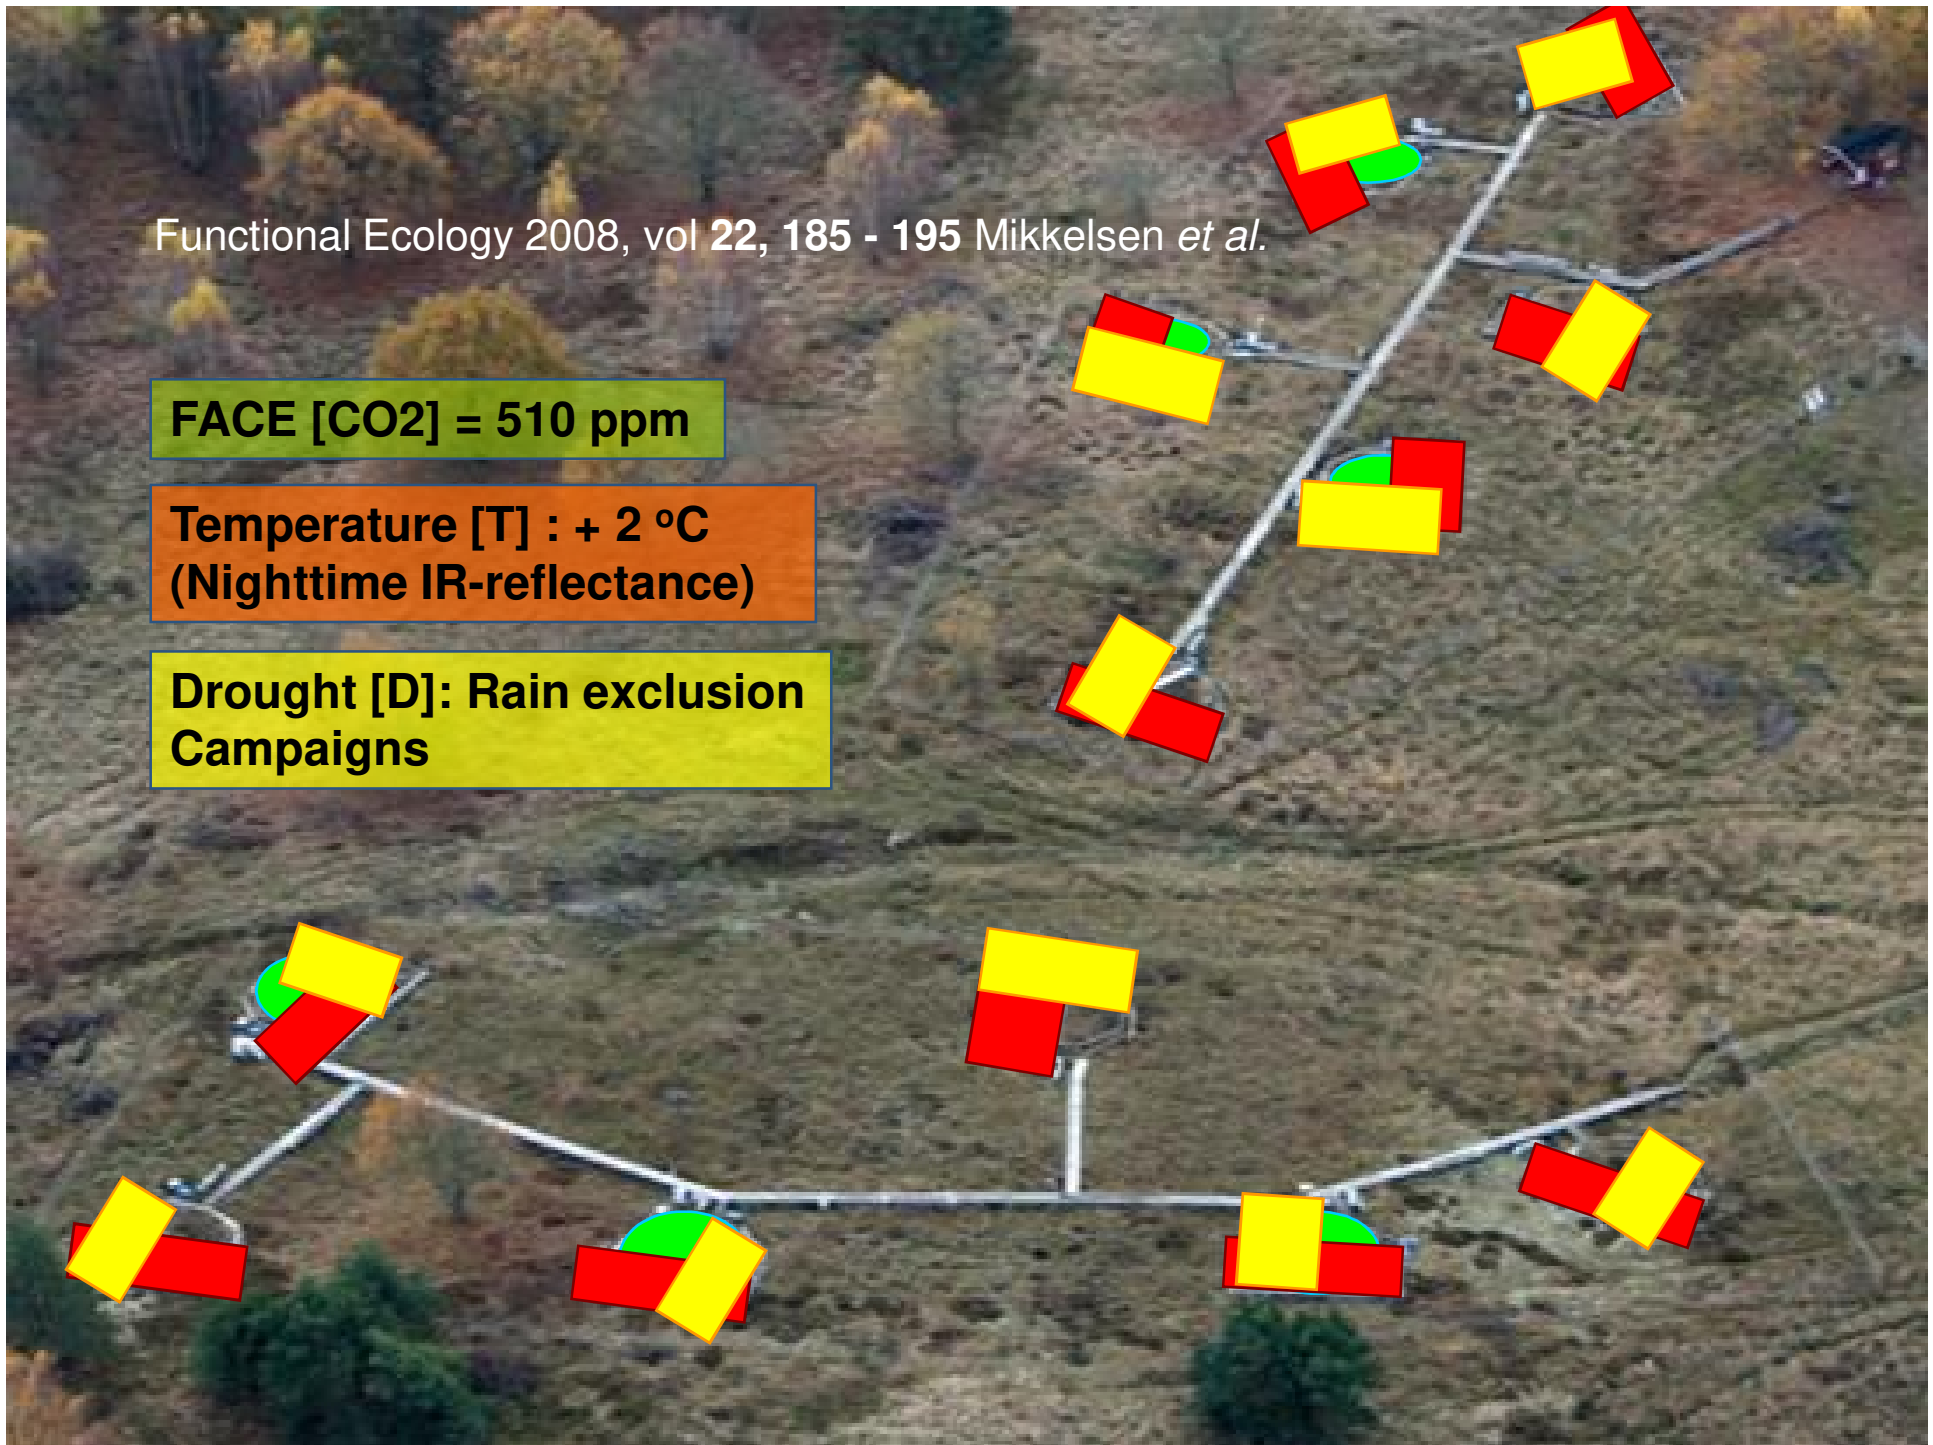 Functional Ecology 2008, vol 22, 185 - 195 Mikkelsen et al.
FACE [CO2] = 510 ppm
Temperature [T] : + 2 ºC
(Nighttime IR-reflectance)
Drought [D]: Rain exclusion
Campaigns